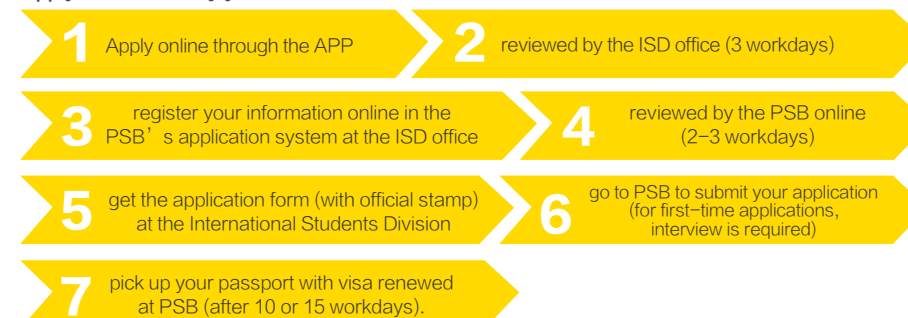 1 Apply online through the APP
2 reviewed by the ISD office (3 workdays)
3 register your information online in the
PSB’s application system at the ISD office
4 reviewed by the PSB online
(2-3 workdays)
5 get the application form (with official stamp)
at the International Students Division
6 go to PSB to submit your application
(for first-time applications,
interview is required)
7 pick up your passport with visa renewed
at PSB (after 10 or 15 workdays).